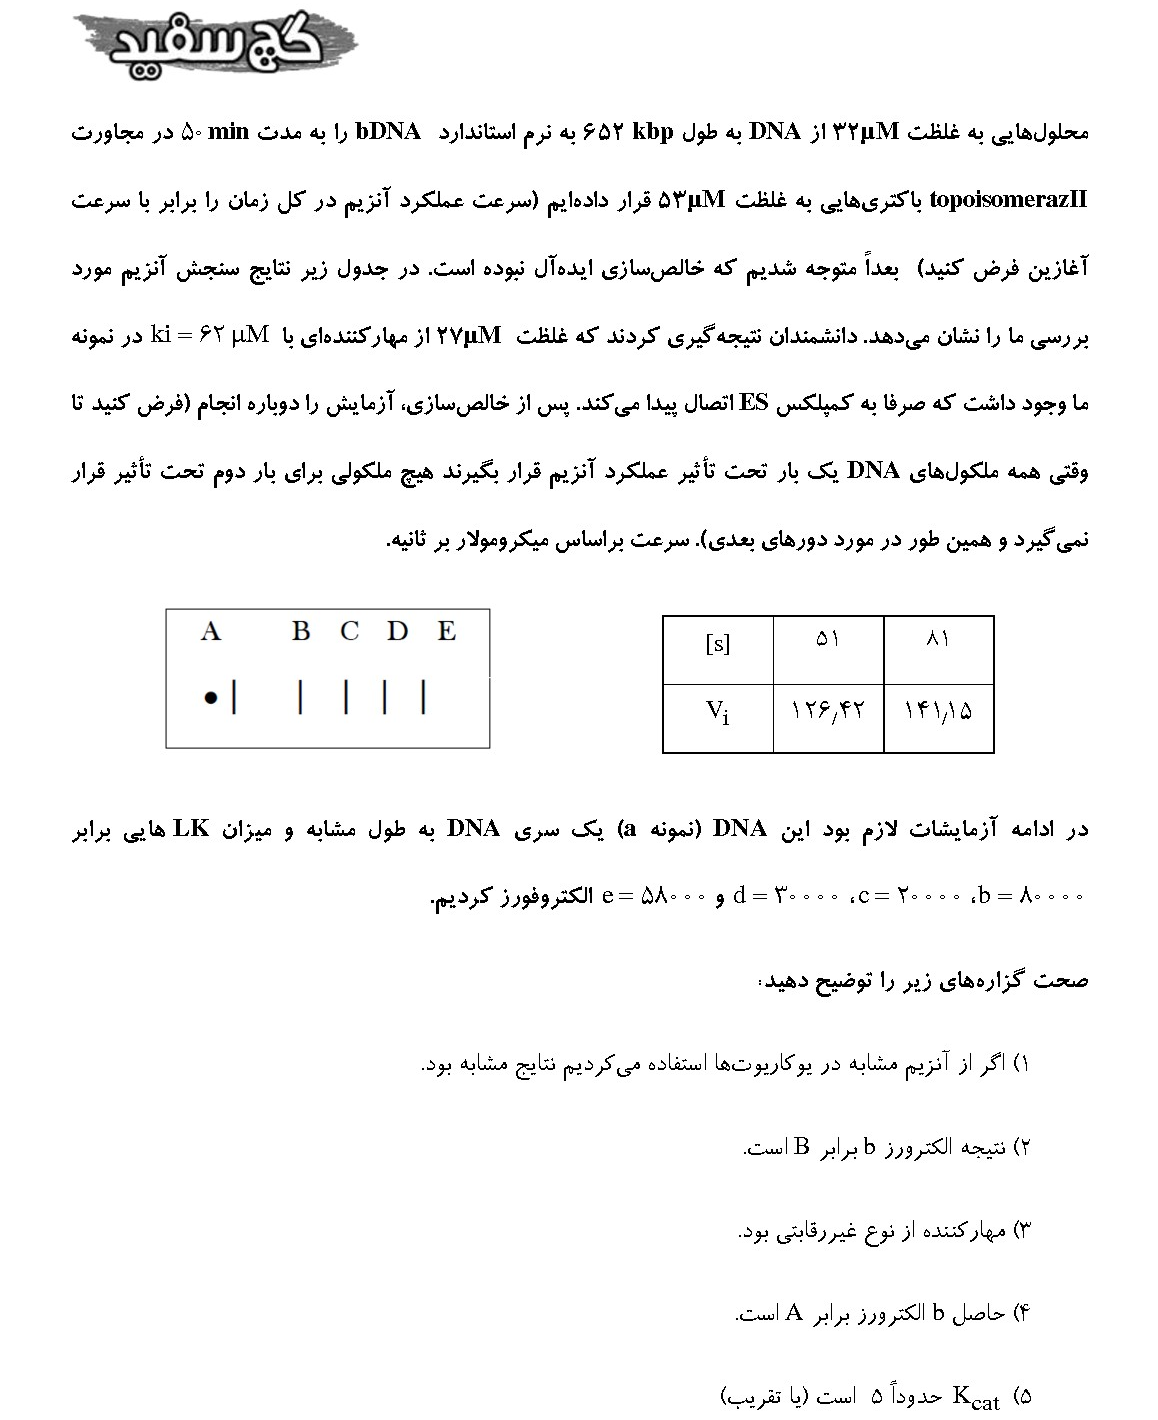 گچ سفید
محلول‌هایی به غلظت ۳۲µM از DNA به طول ۶۵۲ kbp به نرم استاندارد bDNA را به مدت ۵۰ min در مجاورت
topoisomerazII باکتری‌هایی به غلظت ۵۳µM قرار داده‌ایم (سرعت عملکرد آنزیم در کل زمان را برابر با سرعت
آغازین فرض کنید) بعداً متوجه شدیم که خالص‌سازی ایده‌آل نبوده است. در جدول زیر نتایج سنجش آنزیم مورد
بررسی ما را نشان می‌دهد. دانشمندان نتیجه‌گیری کردند که غلظت ۲۷µM از مهارکننده‌ای با ki = ۶۲ µM در نمونه
ما وجود داشت که صرفا به کمپلکس ES اتصال پیدا می‌کند. پس از خالص‌سازی، آزمایش را دوباره انجام (فرض کنید تا
وقتی همه ملکول‌های DNA یک بار تحت تأثیر عملکرد آنزیم قرار بگیرند هیچ ملکولی برای بار دوم تحت تأثیر قرار
نمی‌گیرد و همین طور در مورد دورهای بعدی). سرعت براساس میکرومولار بر ثانیه.
A B C D E
[s] ۵۱ ۸۱
Vi ۱۲۶٫۴۲ ۱۴۱٫۱۵
در ادامه آزمایشات لازم بود این DNA (نمونه a) یک سری DNA به طول مشابه و میزان LK هایی برابر
b = ۸۰۰۰۰، c = ۲۰۰۰۰، d = ۳۰۰۰۰ و e = ۵۸۰۰۰ الکتروفورز کردیم.
صحت گزاره‌های زیر را توضیح دهید:
۱) اگر از آنزیم مشابه در یوکاریوت‌ها استفاده می‌کردیم نتایج مشابه بود.
۲) نتیجه الکترورز b برابر B است.
۳) مهارکننده از نوع غیررقابتی بود.
۴) حاصل b الکترورز برابر A است.
۵) Kcat حدوداً ۵ است (یا تقریب)